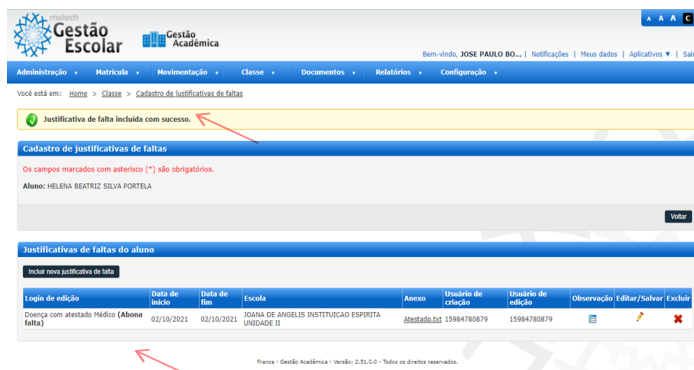 mstech
Gestão
Escolar
Gestão
Acadêmica
A A A C
Bem-vindo, JOSE PAULO BO... | Notificações | Meus dados | Aplicativos ▼ | Sai
Administração Matrícula Movimentação Classe Documentos Relatórios Configuração
Você está em: Home > Classe > Cadastro de justificativas de faltas
Justificativa de falta incluída com sucesso.
Cadastro de justificativas de faltas
Os campos marcados com asterisco (*) são obrigatórios.
Aluno: HELENA BEATRIZ SILVA PORTELA
Voltar
Justificativas de faltas do aluno
Incluir nova justificativa de falta
Login de edição Data de início Data de fim Escola Anexo Usuário de criação Usuário de edição Observação Editar/Salvar Excluir
Doença com atestado Médico (Abona falta) 02/10/2021 02/10/2021 JOANA DE ANGELIS INSTITUICAO ESPIRITA UNIDADE II Atestado.txt 15984780879 15984780879
Franca - Gestão Acadêmica - Versão: 2.51.0.0 - Todos os direitos reservados.